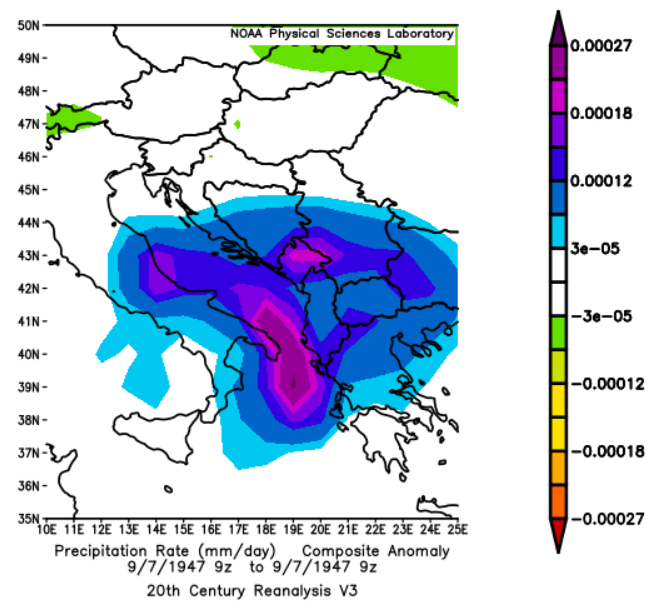 NOAA Physical Sciences Laboratory
50N
49N
48N
47N
46N
45N
44N
43N
42N
41N
40N
39N
38N
37N
36N
35N
10E 11E 12E 13E 14E 15E 16E 17E 18E 19E 20E 21E 22E 23E 24E 25E
0.00027
0.00018
0.00012
3e-05
-3e-05
-0.00012
-0.00018
-0.00027
Precipitation Rate (mm/day) Composite Anomaly
9/7/1947 9z to 9/7/1947 9z
20th Century Reanalysis V3